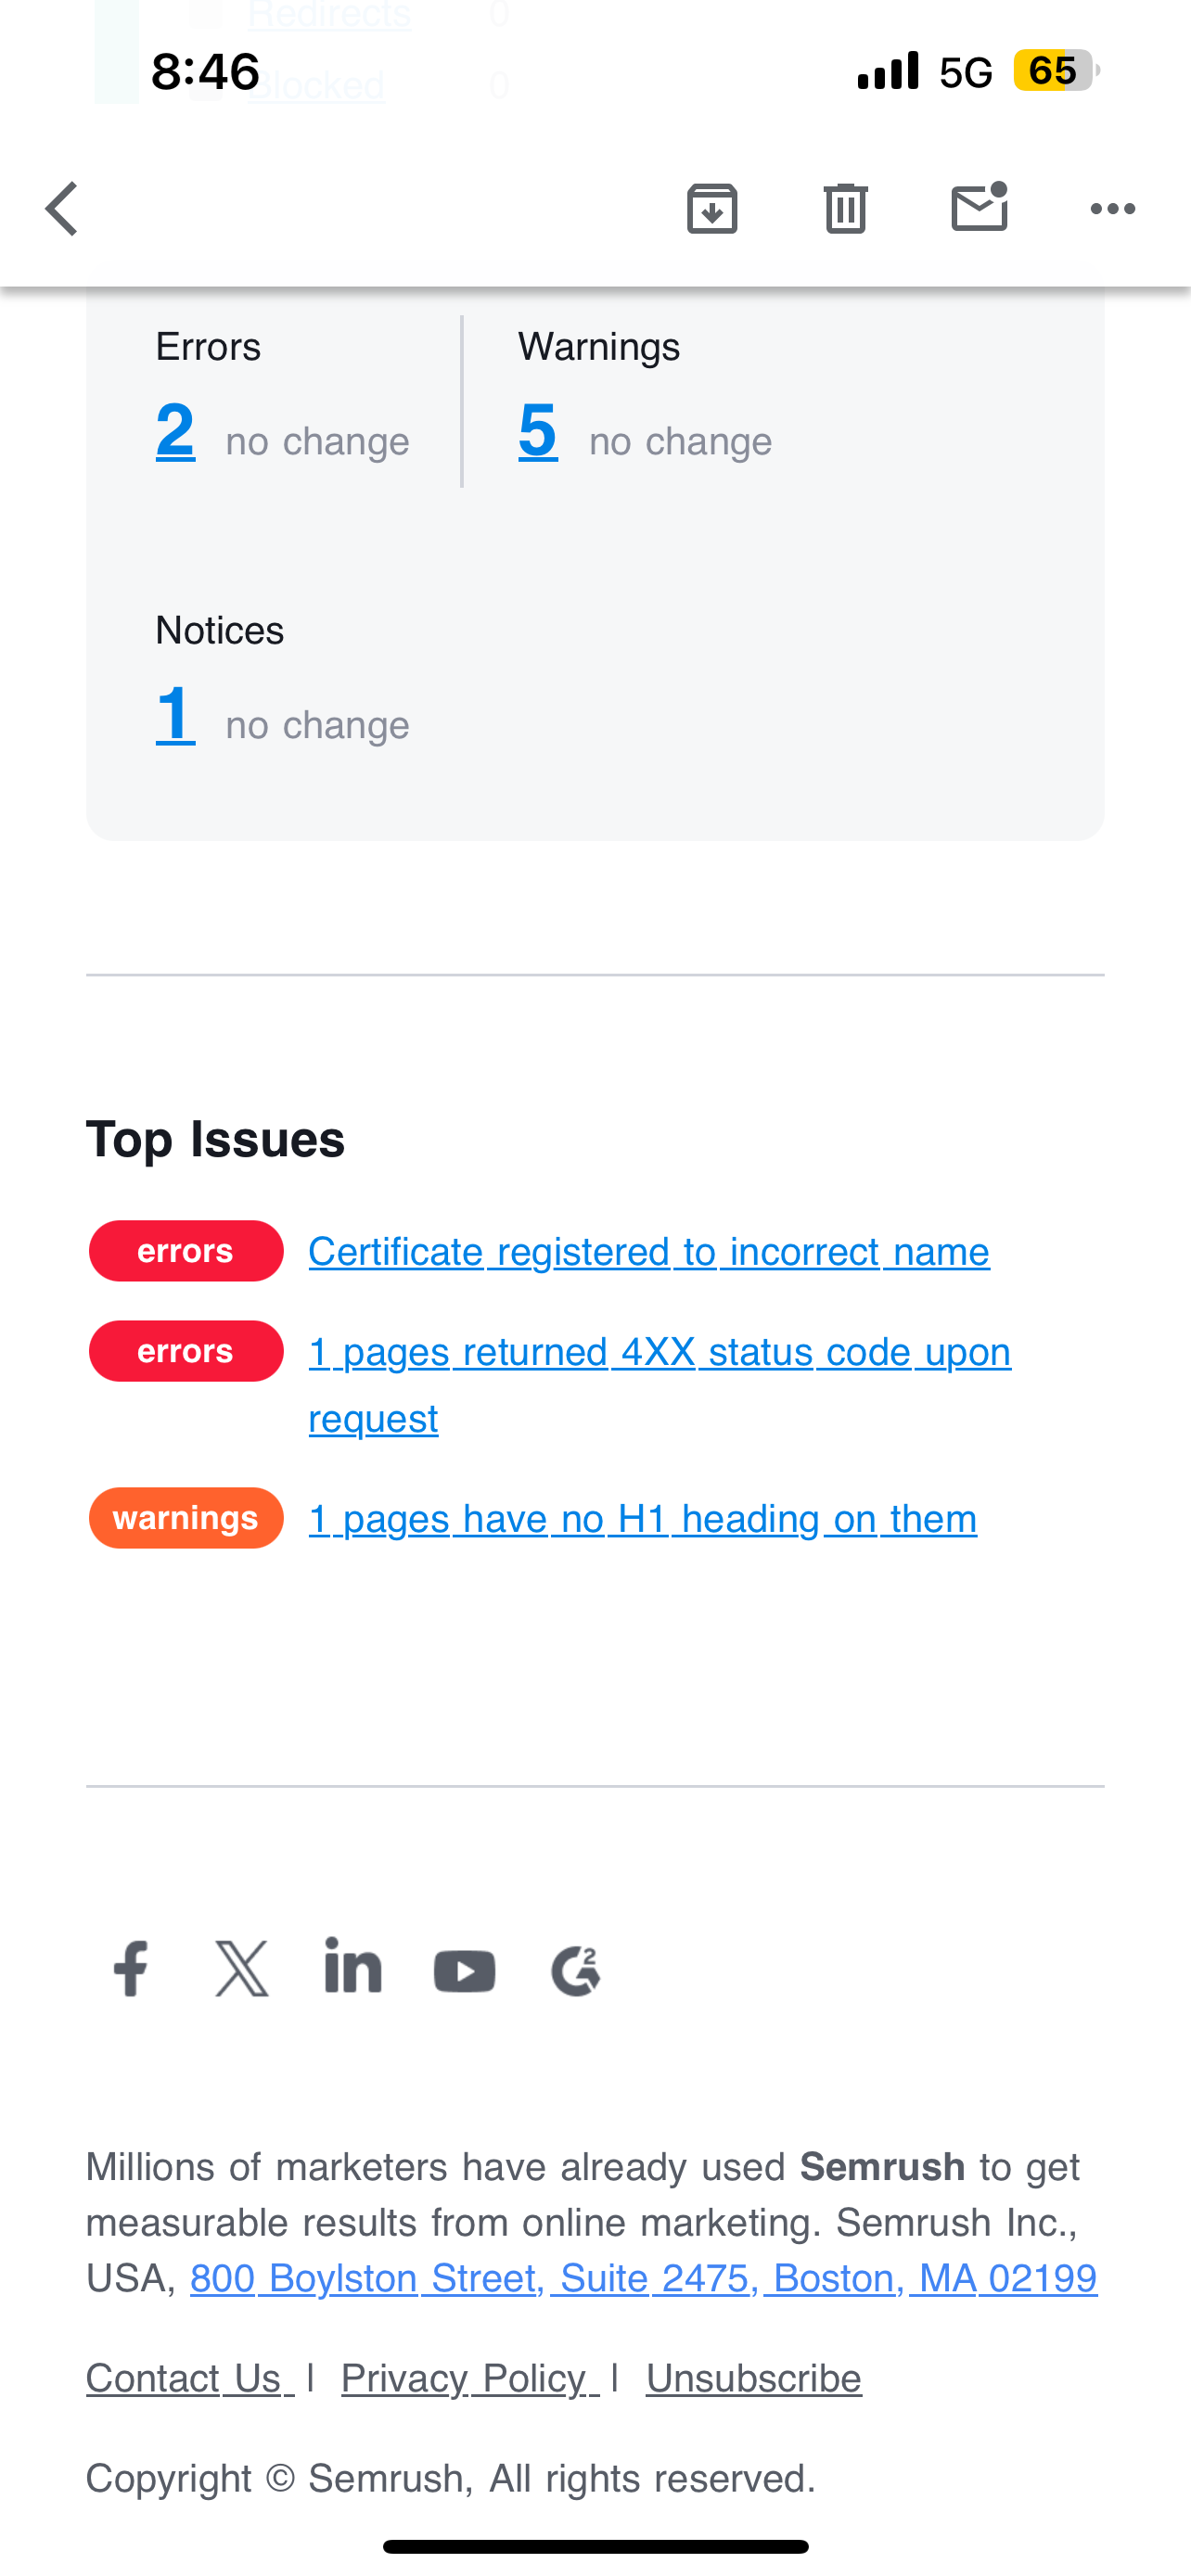 Redirects 0
8:46 5G 65
Blocked 0
Errors Warnings
2 no change 5 no change
Notices
1 no change
Top Issues
errors Certificate registered to incorrect name
errors 1 pages returned 4XX status code upon
request
warnings 1 pages have no H1 heading on them
Millions of marketers have already used Semrush to get
measurable results from online marketing. Semrush Inc.,
USA, 800 Boylston Street, Suite 2475, Boston, MA 02199
Contact Us | Privacy Policy | Unsubscribe
Copyright © Semrush, All rights reserved.